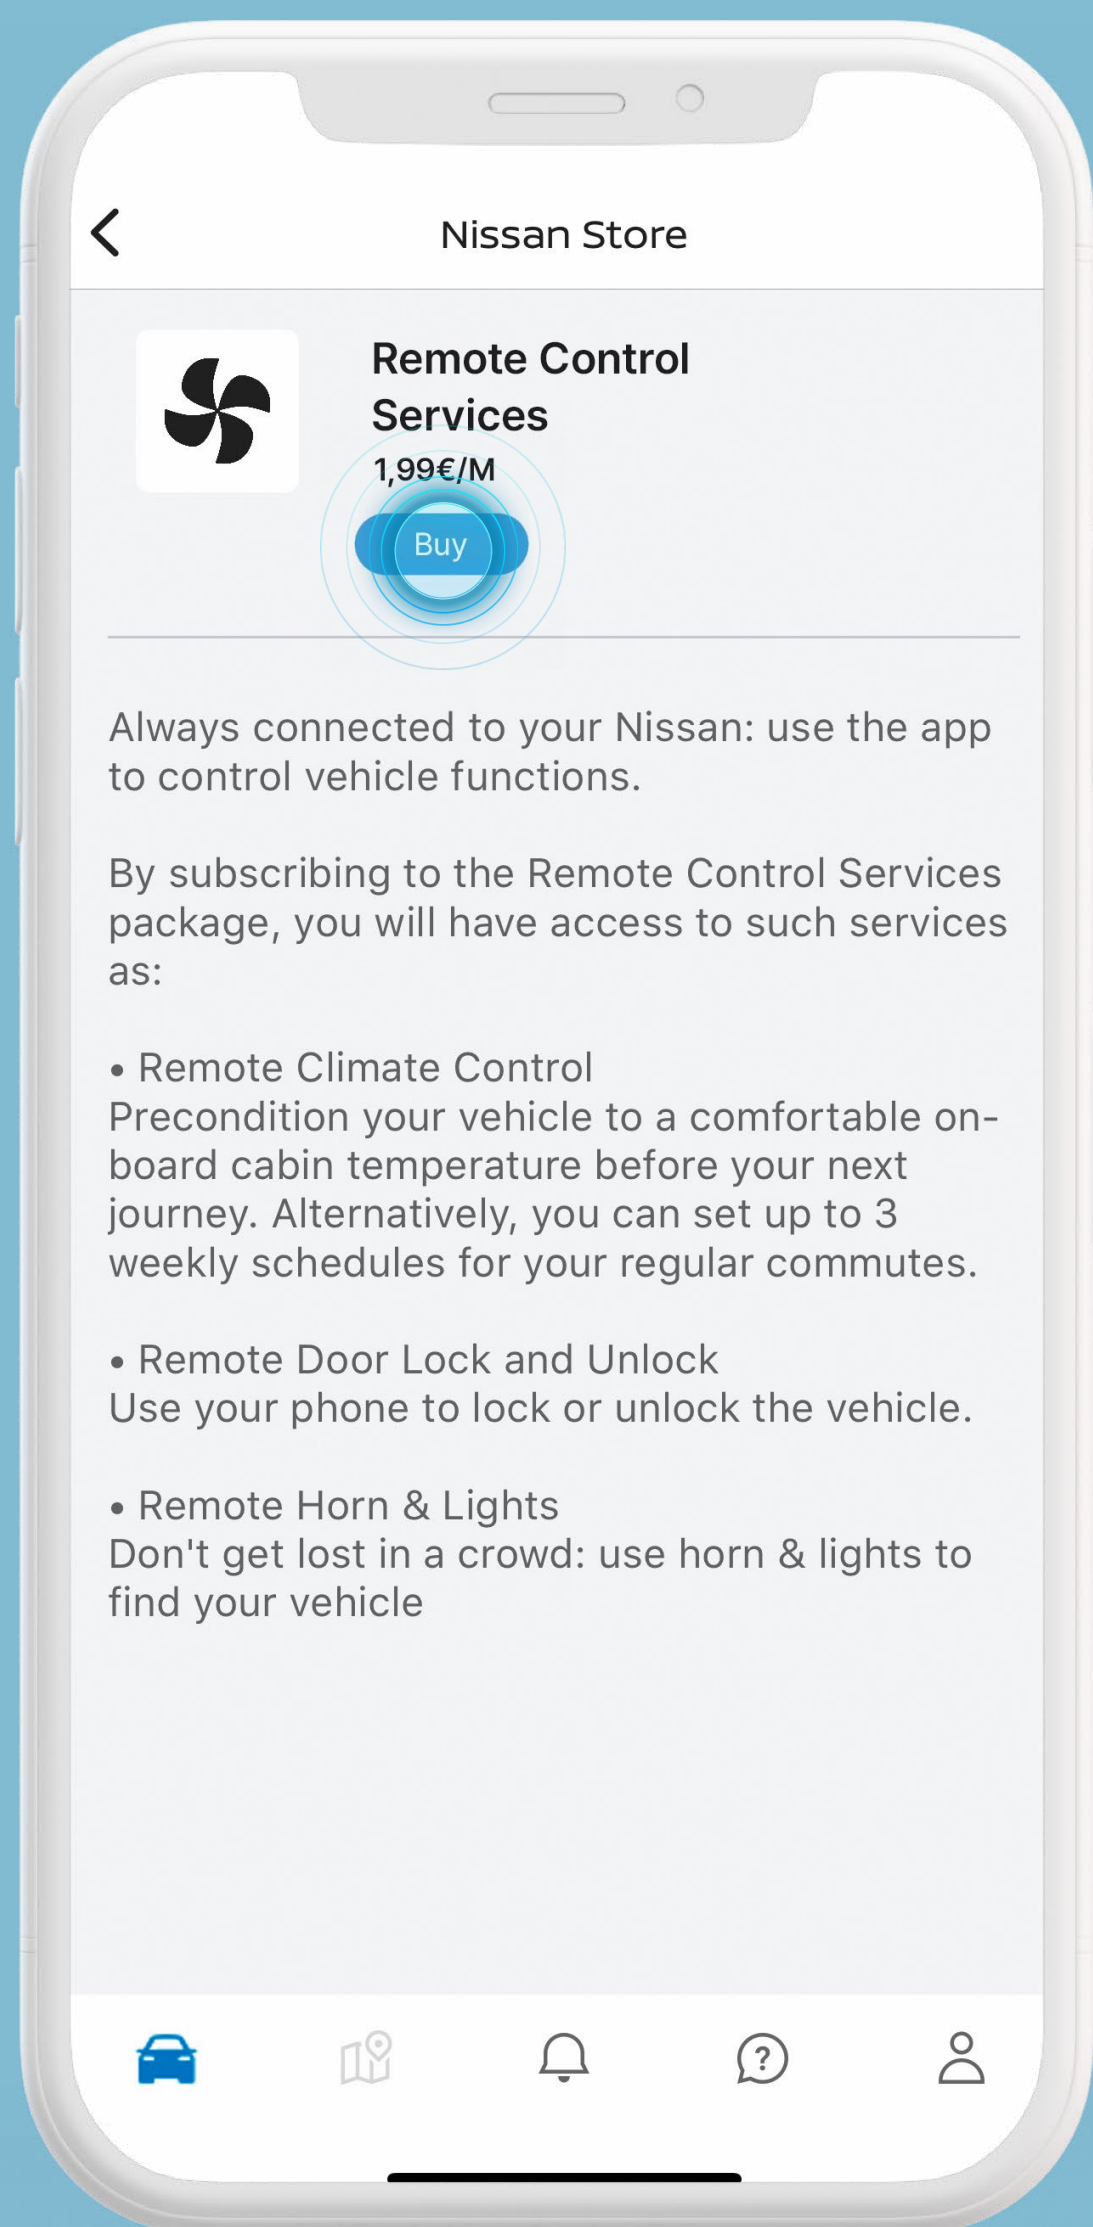 Nissan Store
Remote Control
Services
1,99€/M
Buy
Always connected to your Nissan: use the app
to control vehicle functions.
By subscribing to the Remote Control Services
package, you will have access to such services
as:
• Remote Climate Control
Precondition your vehicle to a comfortable on-
board cabin temperature before your next
journey. Alternatively, you can set up to 3
weekly schedules for your regular commutes.
• Remote Door Lock and Unlock
Use your phone to lock or unlock the vehicle.
• Remote Horn & Lights
Don't get lost in a crowd: use horn & lights to
find your vehicle
?